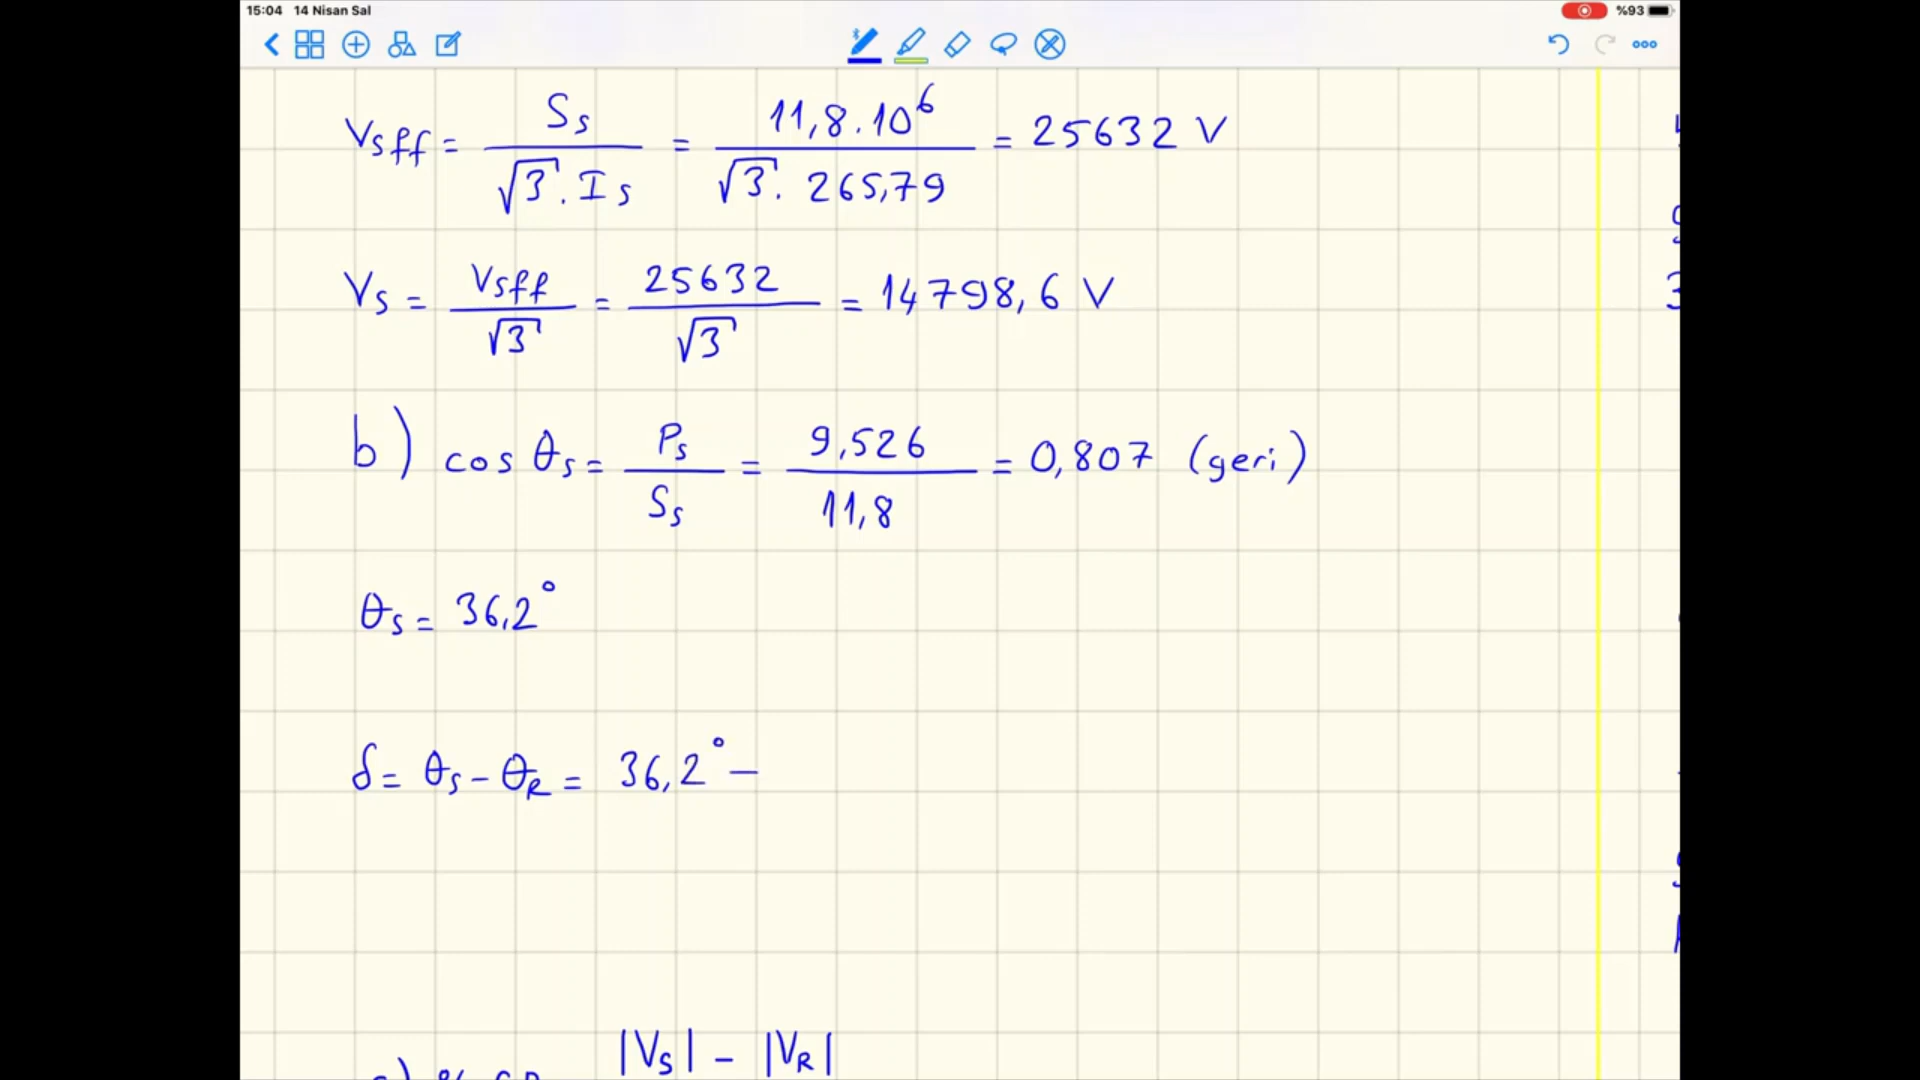 15:04 14 Nisan Sal %93
Vsff = Ss / √3 . Is = 11,8 . 10⁶ / √3 . 265,79 = 25632 V
Vs = Vsff / √3 = 25632 / √3 = 14798,6 V
b) cos θs = Ps / Ss = 9,526 / 11,8 = 0,807 (geri)
θs = 36,2°
δ = θs - θR = 36,2° -
|Vs| - |VR|